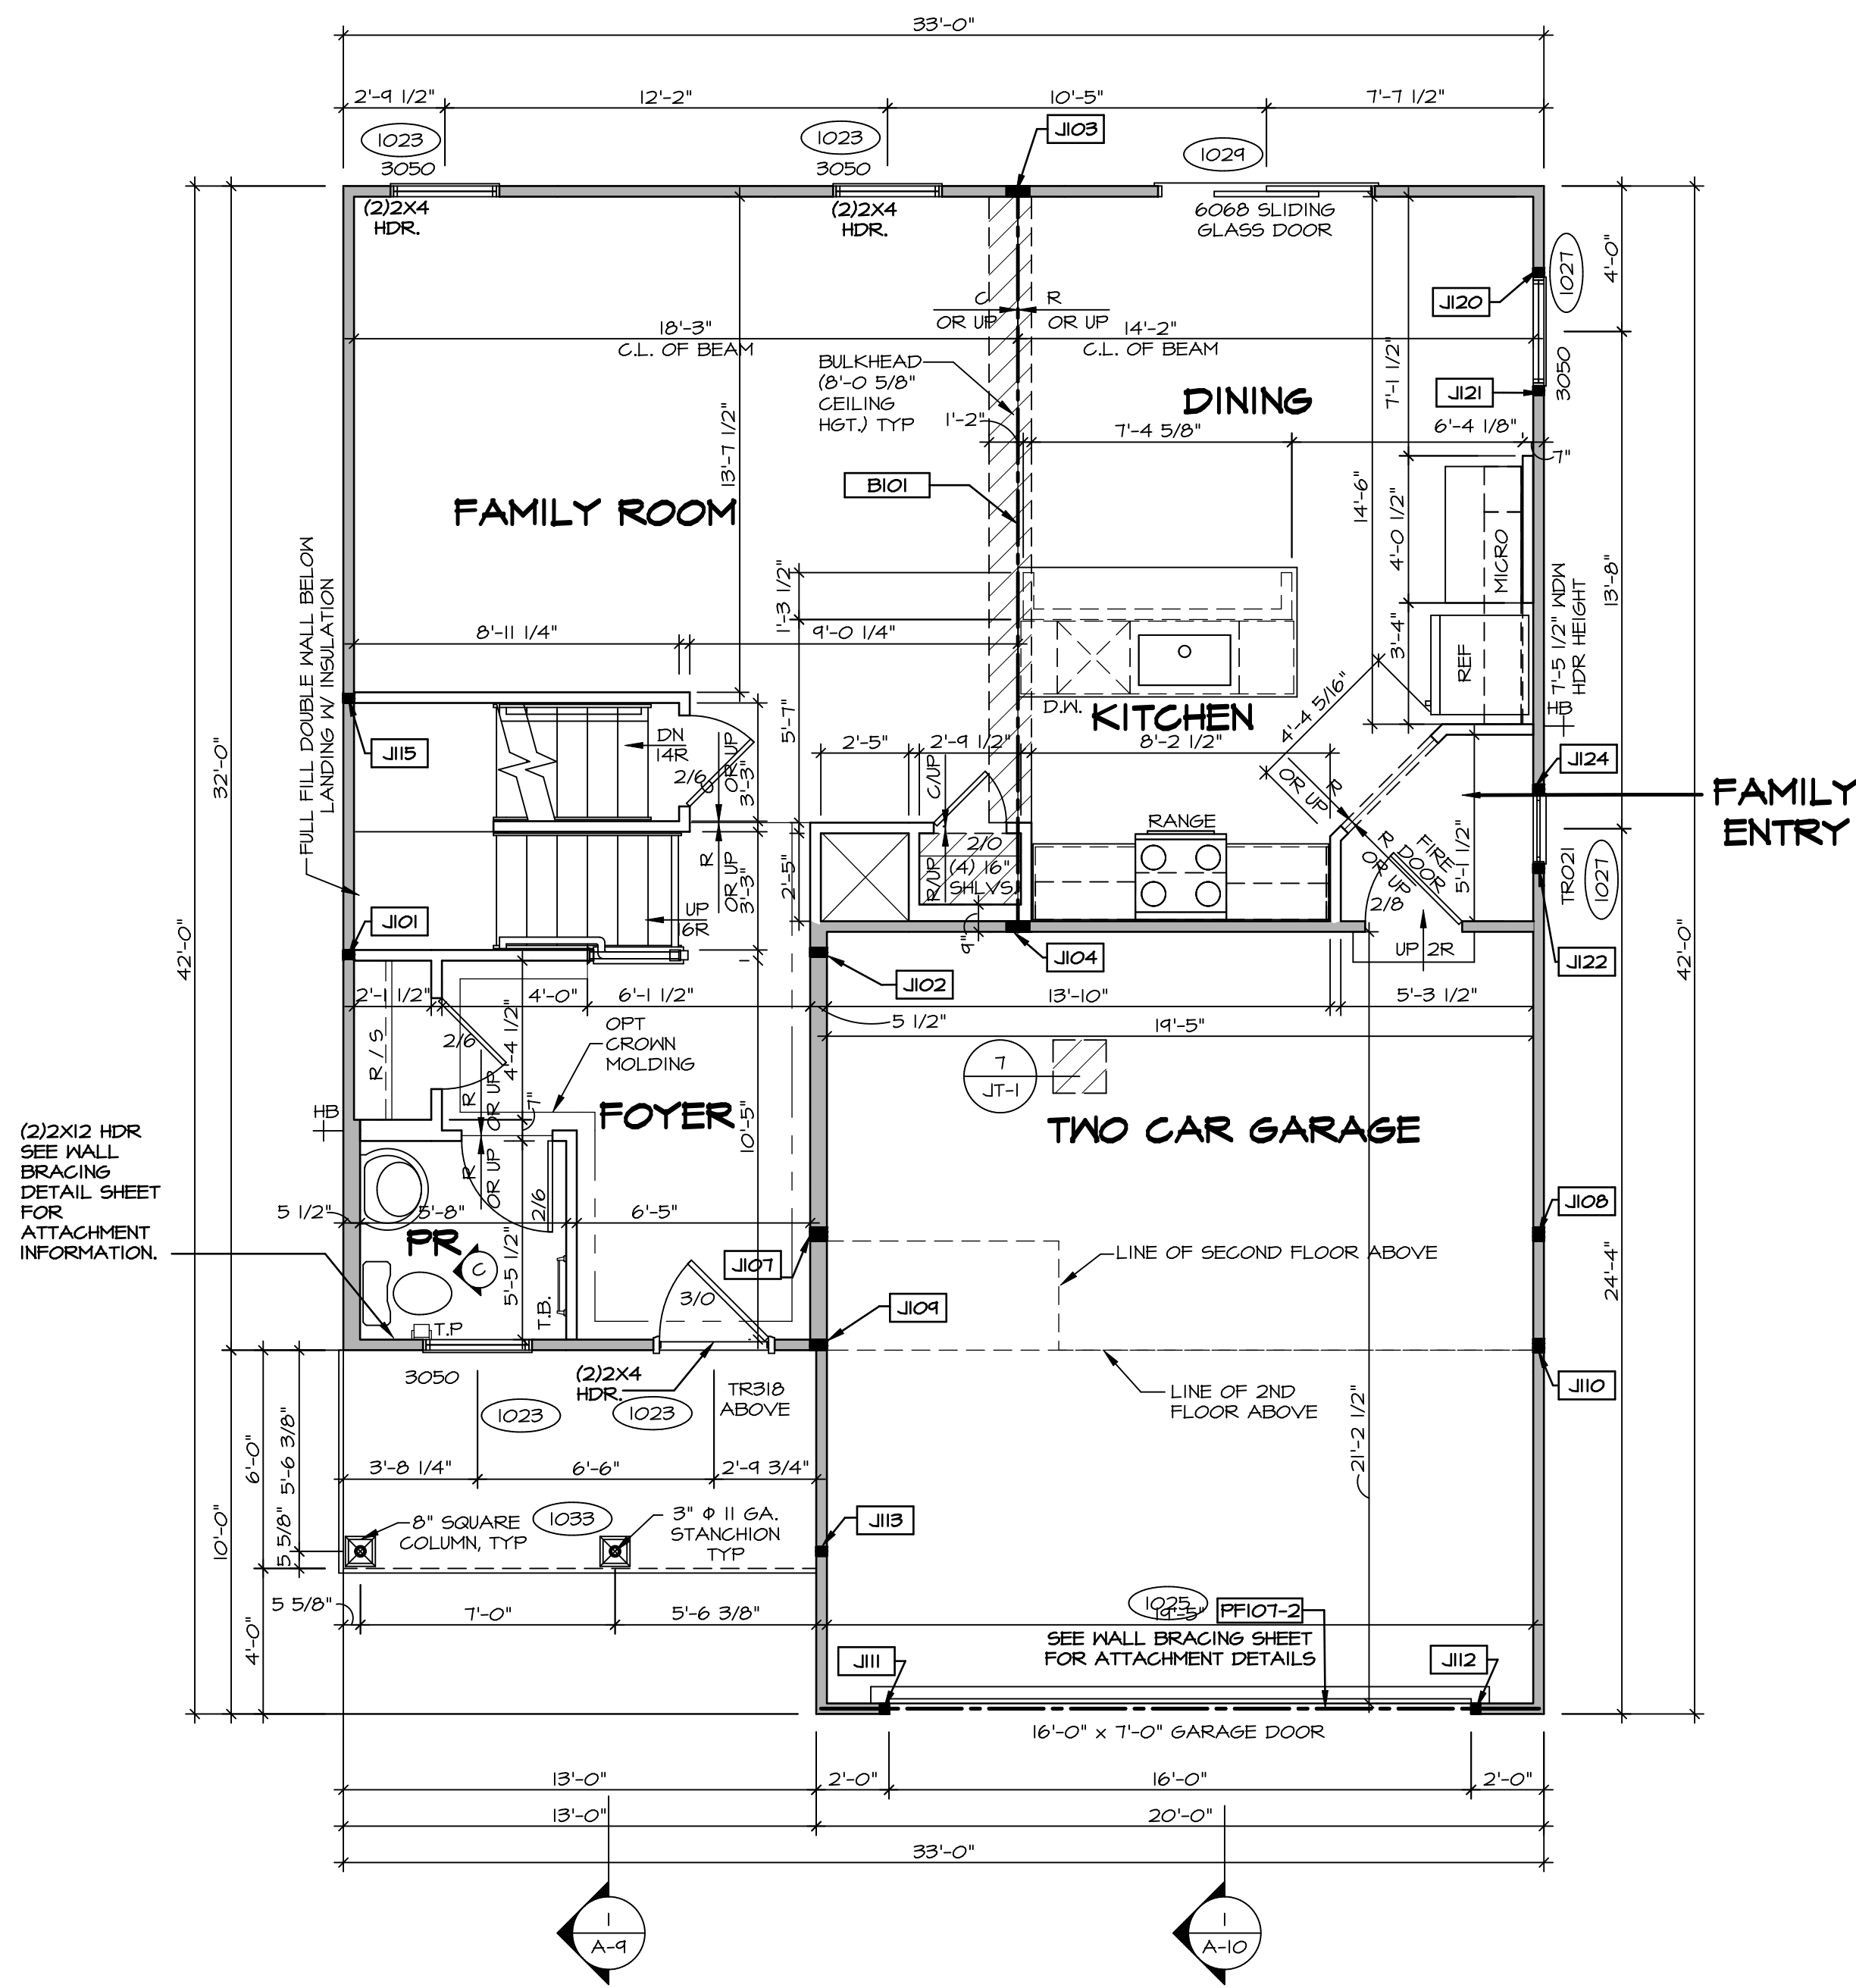 33'-0"
2'-9 1/2"
12'-2"
10'-5"
7'-7 1/2"
1023
1023
J103
1029
3050
3050
(2)2X4
HDR.
(2)2X4
HDR.
6068 SLIDING
GLASS DOOR
1027
4'-0"
J120
C
OR UP
R
OR UP
18'-3"
C.L. OF BEAM
14'-2"
C.L. OF BEAM
BULKHEAD
(8'-0 5/8"
CEILING
HGT.) TYP
7'-1 1/2"
3050
J121
DINING
1'-2"
7'-4 5/8"
6'-4 1/8"
7"
13'-7 1/2"
B101
FAMILY ROOM
14'-6"
4'-0 1/2"
MICRO
13'-8"
7'-5 1/2" WDW
HDR HEIGHT
FULL FILL DOUBLE WALL BELOW
LANDING W/ INSULATION
1'-3 1/2"
8'-11 1/4"
9'-0 1/4"
3'-4"
REF
HB
D.W.
KITCHEN
4'-4 5/16"
32'-0"
J115
DN
14R
2/6
OR UP
3'-3"
5'-7"
2'-5"
2'-9 1/2"
8'-2 1/2"
C/UP
R
OR UP
J124
FAMILY
ENTRY
RANGE
R
OR UP
3'-3"
2'-5"
R/UP
2/0
(4) 16"
SHLVS.
R
OR UP
FIRE
DOOR
5'-1 1/2"
TR021
1027
J101
UP
6R
9"
J104
2/8
UP 2R
J122
42'-0"
42'-0"
J102
2'-1 1/2"
4'-0"
6'-1 1/2"
13'-10"
5'-3 1/2"
5 1/2"
19'-5"
R / S
2/6
4'-4 1/2"
OPT
CROWN
MOLDING
7
JT-1
R
OR UP
7"
FOYER
10'-5"
TWO CAR GARAGE
HB
(2)2X12 HDR
SEE WALL
BRACING
DETAIL SHEET
FOR
ATTACHMENT
INFORMATION.
R
OR UP
2/6
5 1/2"
5'-8"
6'-5"
J108
PR
C
5'-5 1/2"
T.B.
J107
LINE OF SECOND FLOOR ABOVE
24'-4"
3/0
J109
T.P
3050
(2)2X4
HDR.
TR318
ABOVE
J110
LINE OF 2ND
FLOOR ABOVE
1023
1023
21'-2 1/2"
6'-0"
5'-6 3/8"
3'-8 1/4"
6'-6"
2'-9 3/4"
10'-0"
5 5/8"
8" SQUARE
COLUMN, TYP
1033
3" Φ 11 GA.
STANCHION
TYP
J113
5 5/8"
7'-0"
5'-6 3/8"
1025
19'-5"
PF107-2
4'-0"
SEE WALL BRACING SHEET
FOR ATTACHMENT DETAILS
J111
J112
16'-0" x 7'-0" GARAGE DOOR
13'-0"
2'-0"
16'-0"
2'-0"
13'-0"
20'-0"
33'-0"
1
A-9
1
A-10